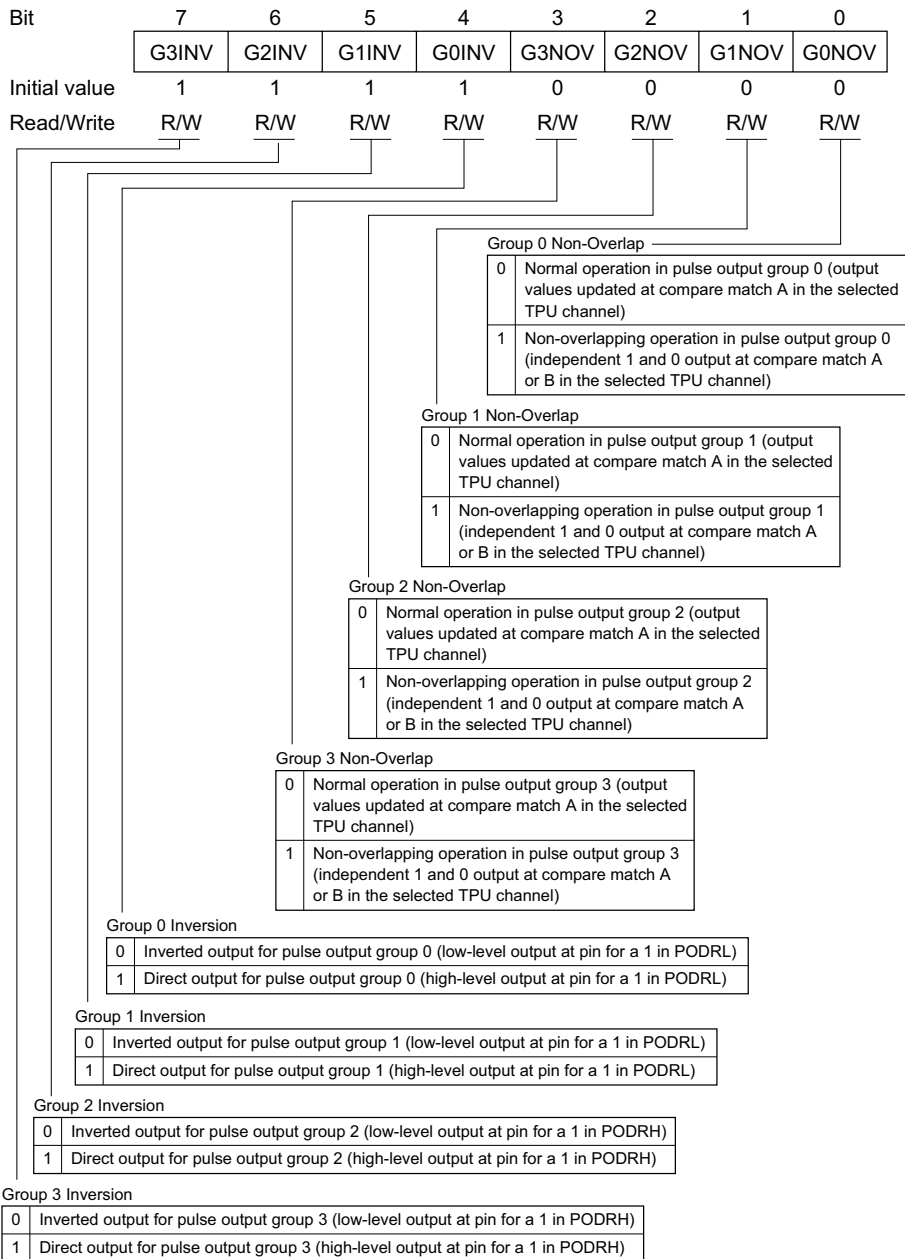 Bit 7 6 5 4 3 2 1 0
G3INV G2INV G1INV G0INV G3NOV G2NOV G1NOV G0NOV
Initial value 1 1 1 1 0 0 0 0
Read/Write R/W R/W R/W R/W R/W R/W R/W R/W
Group 0 Non-Overlap
0 Normal operation in pulse output group 0 (output
values updated at compare match A in the selected
TPU channel)
1 Non-overlapping operation in pulse output group 0
(independent 1 and 0 output at compare match A
or B in the selected TPU channel)
Group 1 Non-Overlap
0 Normal operation in pulse output group 1 (output
values updated at compare match A in the selected
TPU channel)
1 Non-overlapping operation in pulse output group 1
(independent 1 and 0 output at compare match A
or B in the selected TPU channel)
Group 2 Non-Overlap
0 Normal operation in pulse output group 2 (output
values updated at compare match A in the selected
TPU channel)
1 Non-overlapping operation in pulse output group 2
(independent 1 and 0 output at compare match A
or B in the selected TPU channel)
Group 3 Non-Overlap
0 Normal operation in pulse output group 3 (output
values updated at compare match A in the selected
TPU channel)
1 Non-overlapping operation in pulse output group 3
(independent 1 and 0 output at compare match A
or B in the selected TPU channel)
Group 0 Inversion
0 Inverted output for pulse output group 0 (low-level output at pin for a 1 in PODRL)
1 Direct output for pulse output group 0 (high-level output at pin for a 1 in PODRL)
Group 1 Inversion
0 Inverted output for pulse output group 1 (low-level output at pin for a 1 in PODRL)
1 Direct output for pulse output group 1 (high-level output at pin for a 1 in PODRL)
Group 2 Inversion
0 Inverted output for pulse output group 2 (low-level output at pin for a 1 in PODRH)
1 Direct output for pulse output group 2 (high-level output at pin for a 1 in PODRH)
Group 3 Inversion
0 Inverted output for pulse output group 3 (low-level output at pin for a 1 in PODRH)
1 Direct output for pulse output group 3 (high-level output at pin for a 1 in PODRH)